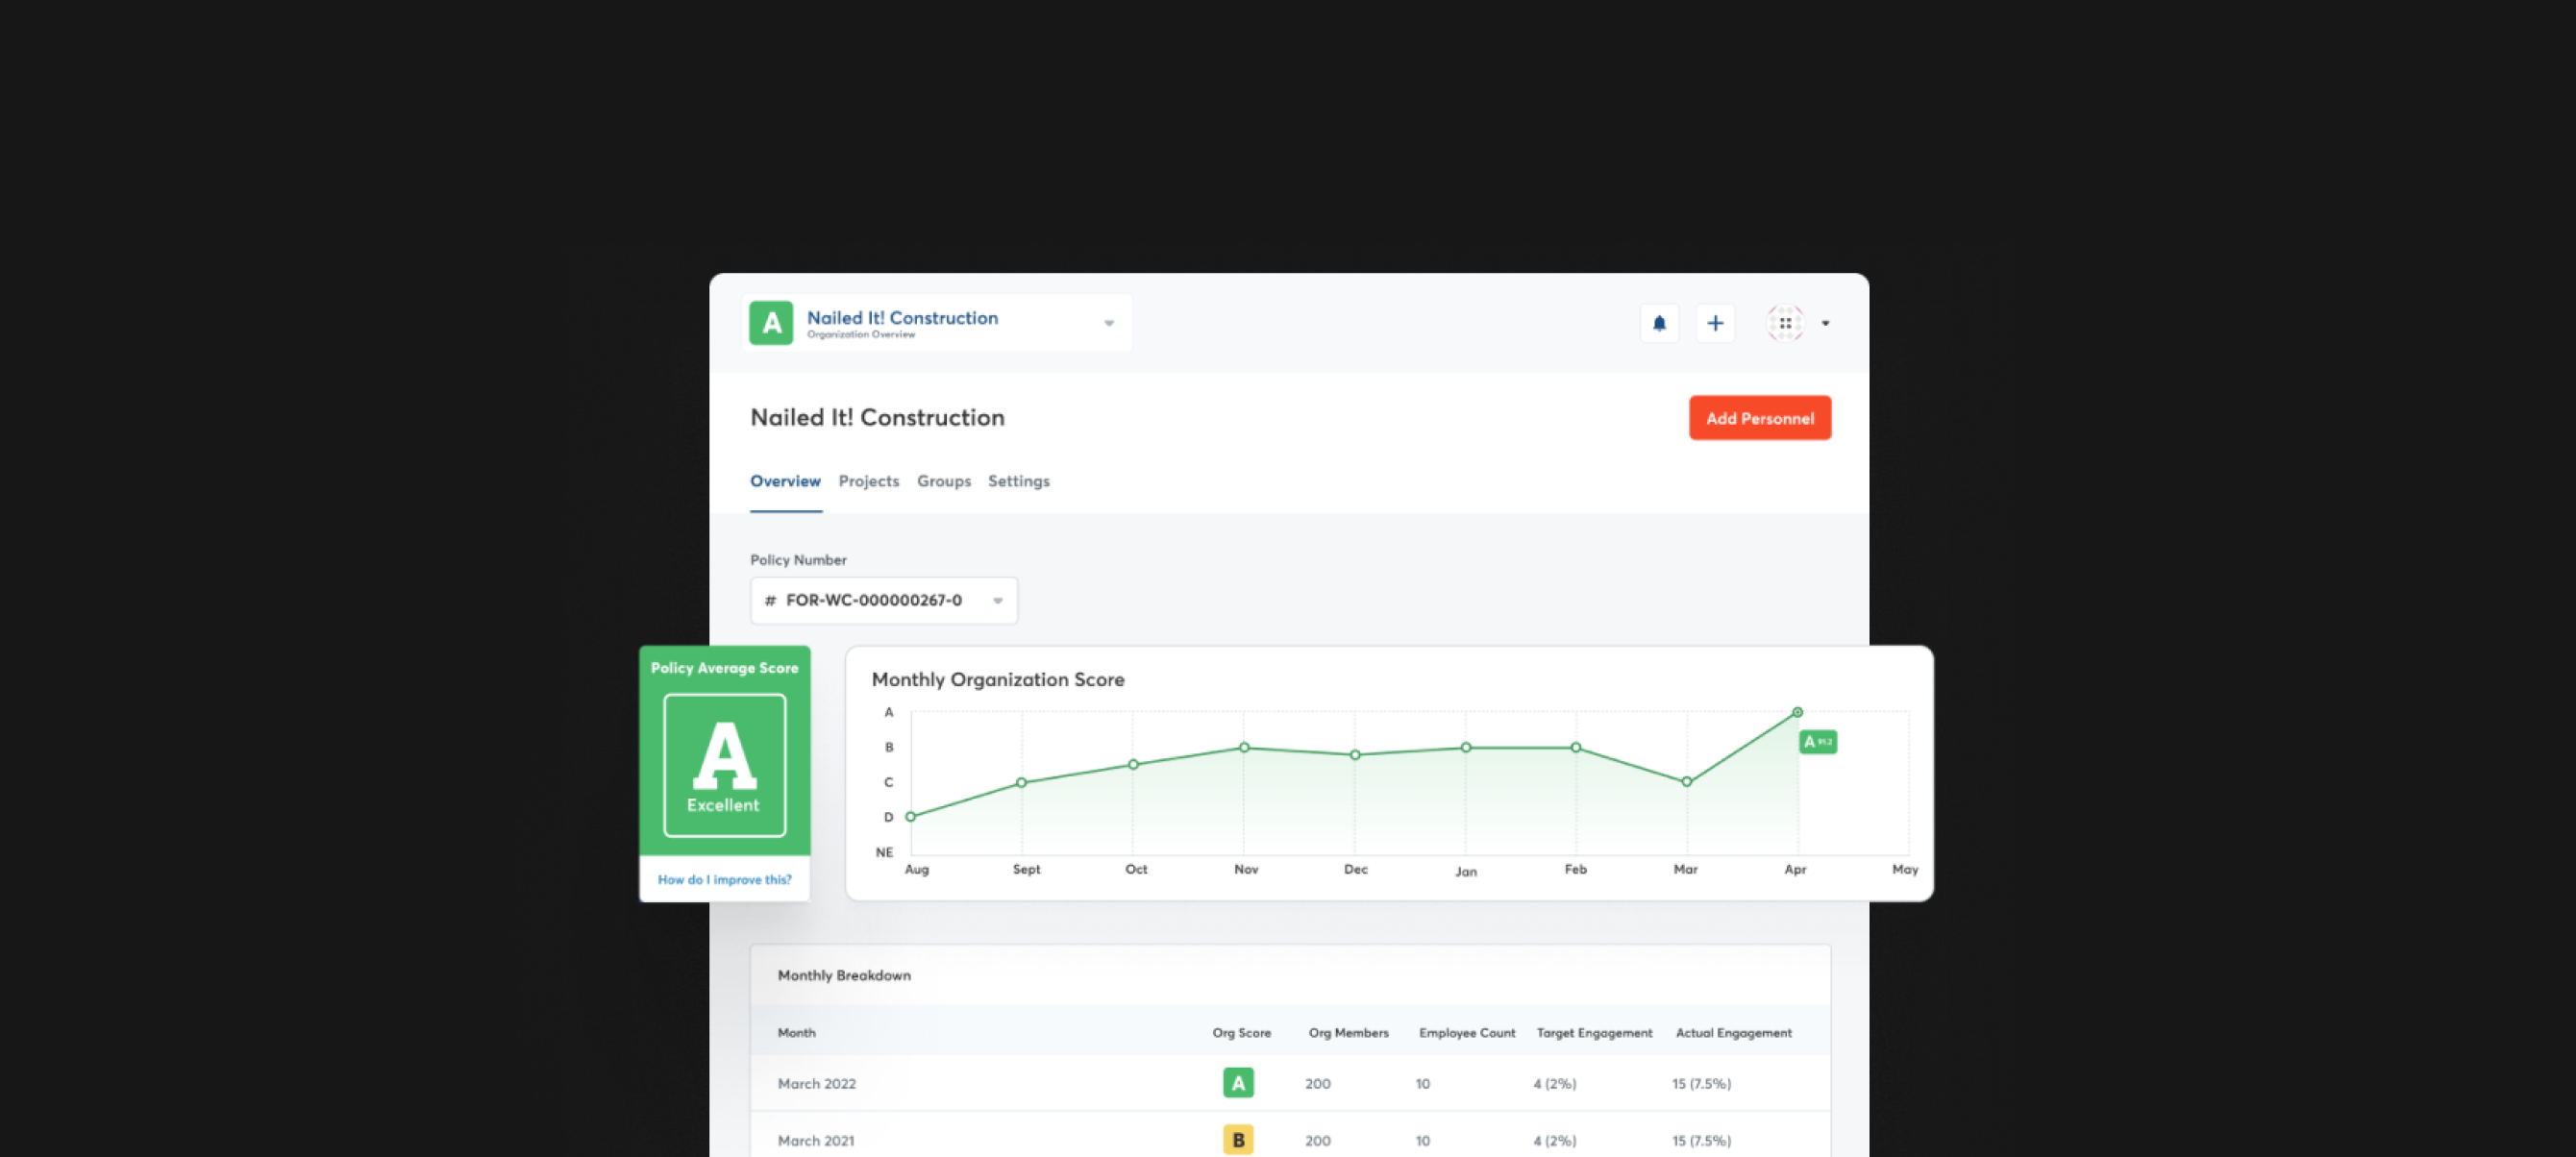 A
Nailed It! Construction
Organization Overview
Nailed It! Construction
Add Personnel
Overview Projects Groups Settings
Policy Number
# FOR-WC-000000267-0
Policy Average Score
A
Excellent
How do I improve this?
Monthly Organization Score
A
B
C
D
NE
A 91.2
Aug Sept Oct Nov Dec Jan Feb Mar Apr May
Monthly Breakdown
Month Org Score Org Members Employee Count Target Engagement Actual Engagement
March 2022 A 200 10 4 (2%) 15 (7.5%)
March 2021 B 200 10 4 (2%) 15 (7.5%)